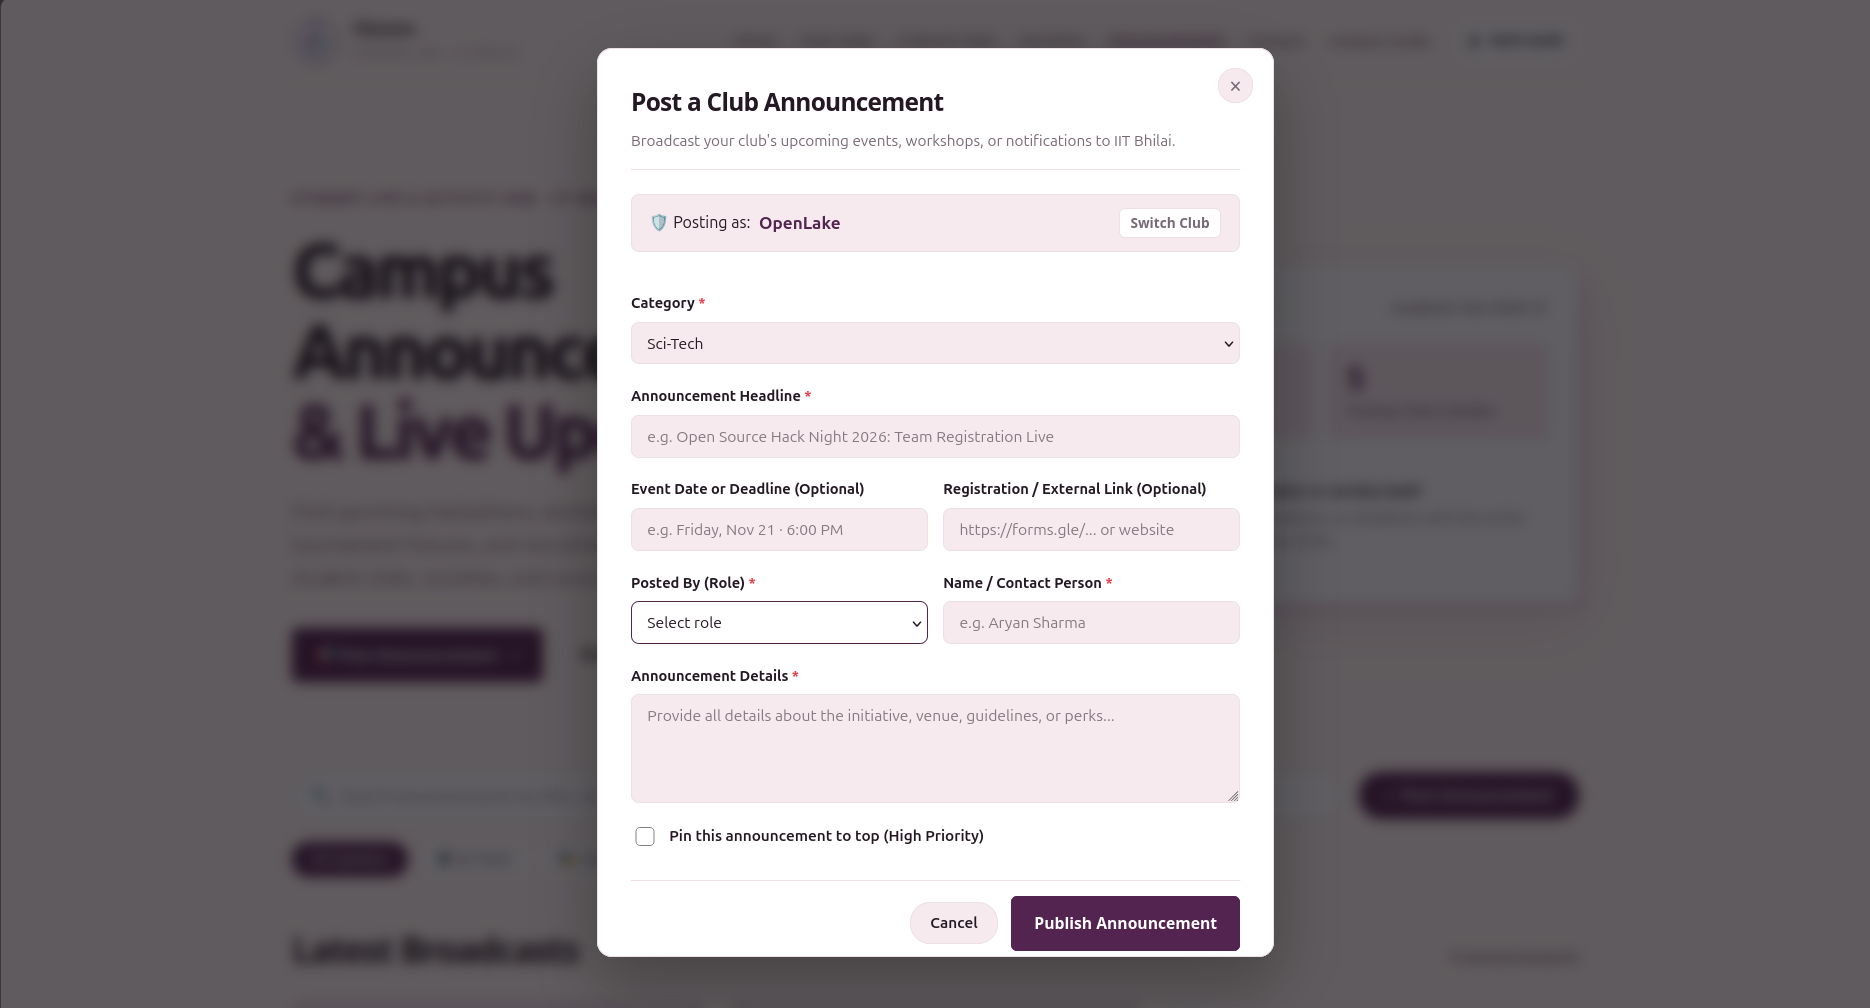 Post a Club Announcement
×
Broadcast your club's upcoming events, workshops, or notifications to IIT Bhilai.
Posting as: OpenLake
Switch Club
Category *
Sci-Tech
Announcement Headline *
e.g. Open Source Hack Night 2026: Team Registration Live
Event Date or Deadline (Optional)
Registration / External Link (Optional)
e.g. Friday, Nov 21 · 6:00 PM
https://forms.gle/... or website
Posted By (Role) *
Name / Contact Person *
Select role
e.g. Aryan Sharma
Announcement Details *
Provide all details about the initiative, venue, guidelines, or perks...
Pin this announcement to top (High Priority)
Cancel
Publish Announcement
Campus
Announce
& Live Up
Latest Broadcasts